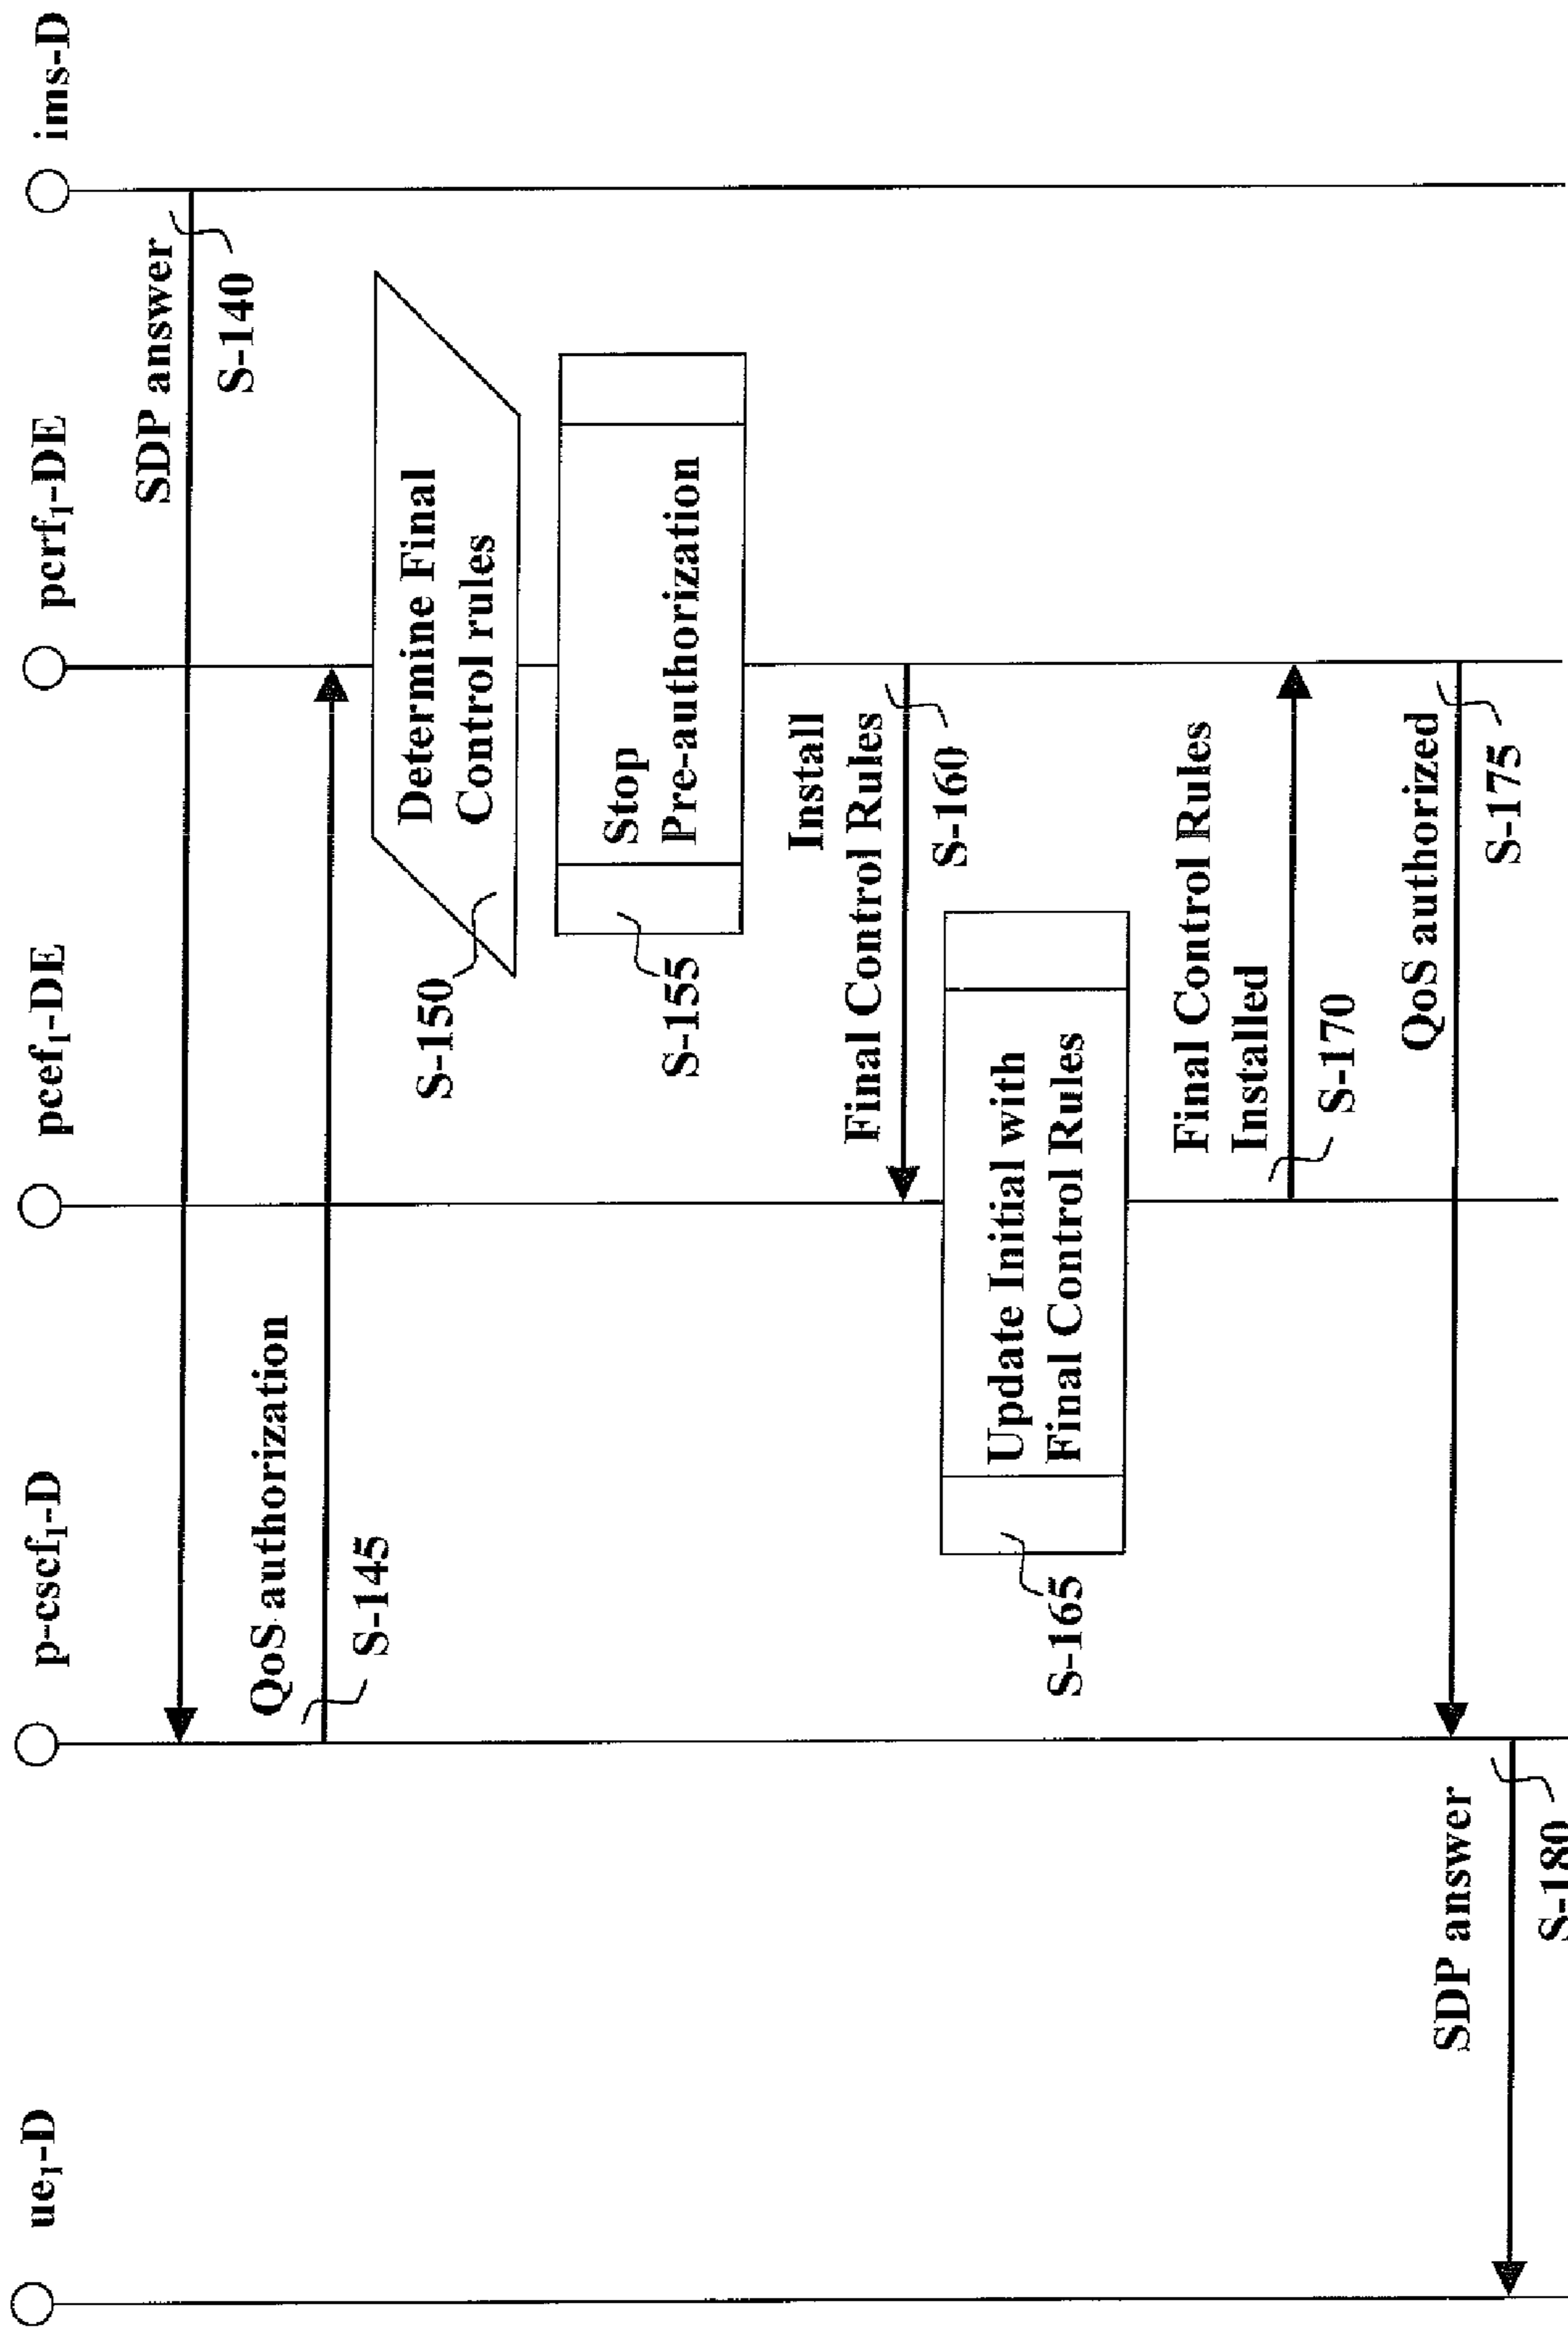 ue₁-D
p-cscf₁-D
pcef₁-DE
pcrf₁-DE
ims-D
SDP answer
S-140
QoS authorization
S-145
Determine Final
Control rules
S-150
Stop
Pre-authorization
S-155
Install
Final Control Rules
S-160
Update Initial with
Final Control Rules
S-165
Final Control Rules
Installed
S-170
QoS authorized
S-175
SDP answer
S-180